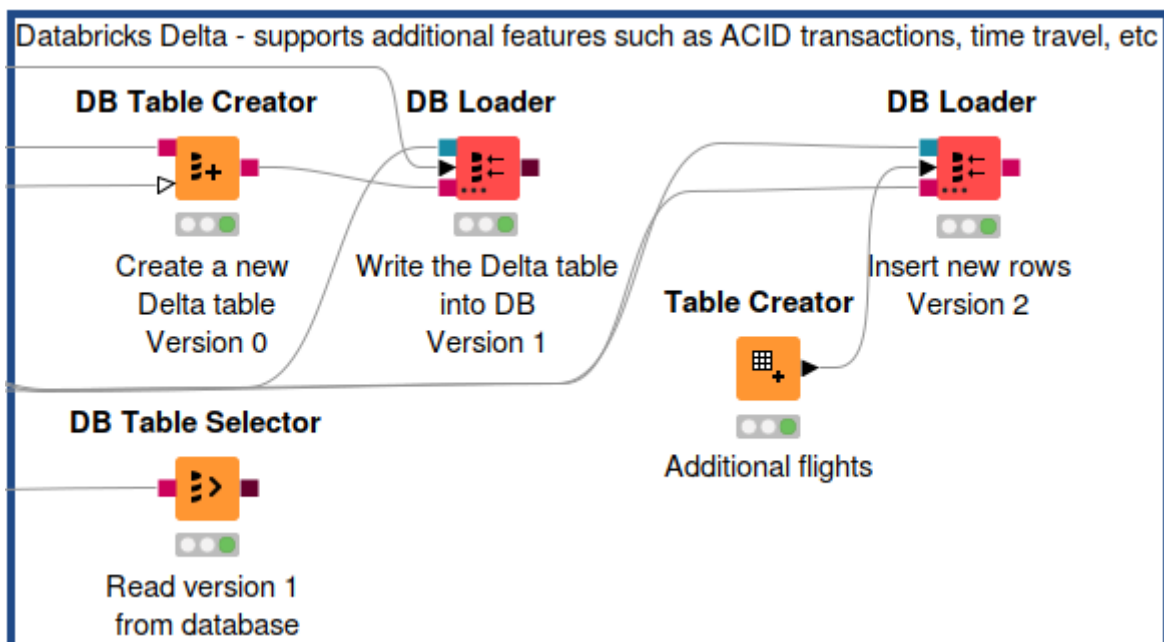 Databricks Delta - supports additional features such as ACID transactions, time travel, etc
DB Table Creator
Create a new
Delta table
Version 0
DB Loader
Write the Delta table
into DB
Version 1
DB Loader
Insert new rows
Version 2
Table Creator
Additional flights
DB Table Selector
Read version 1
from database